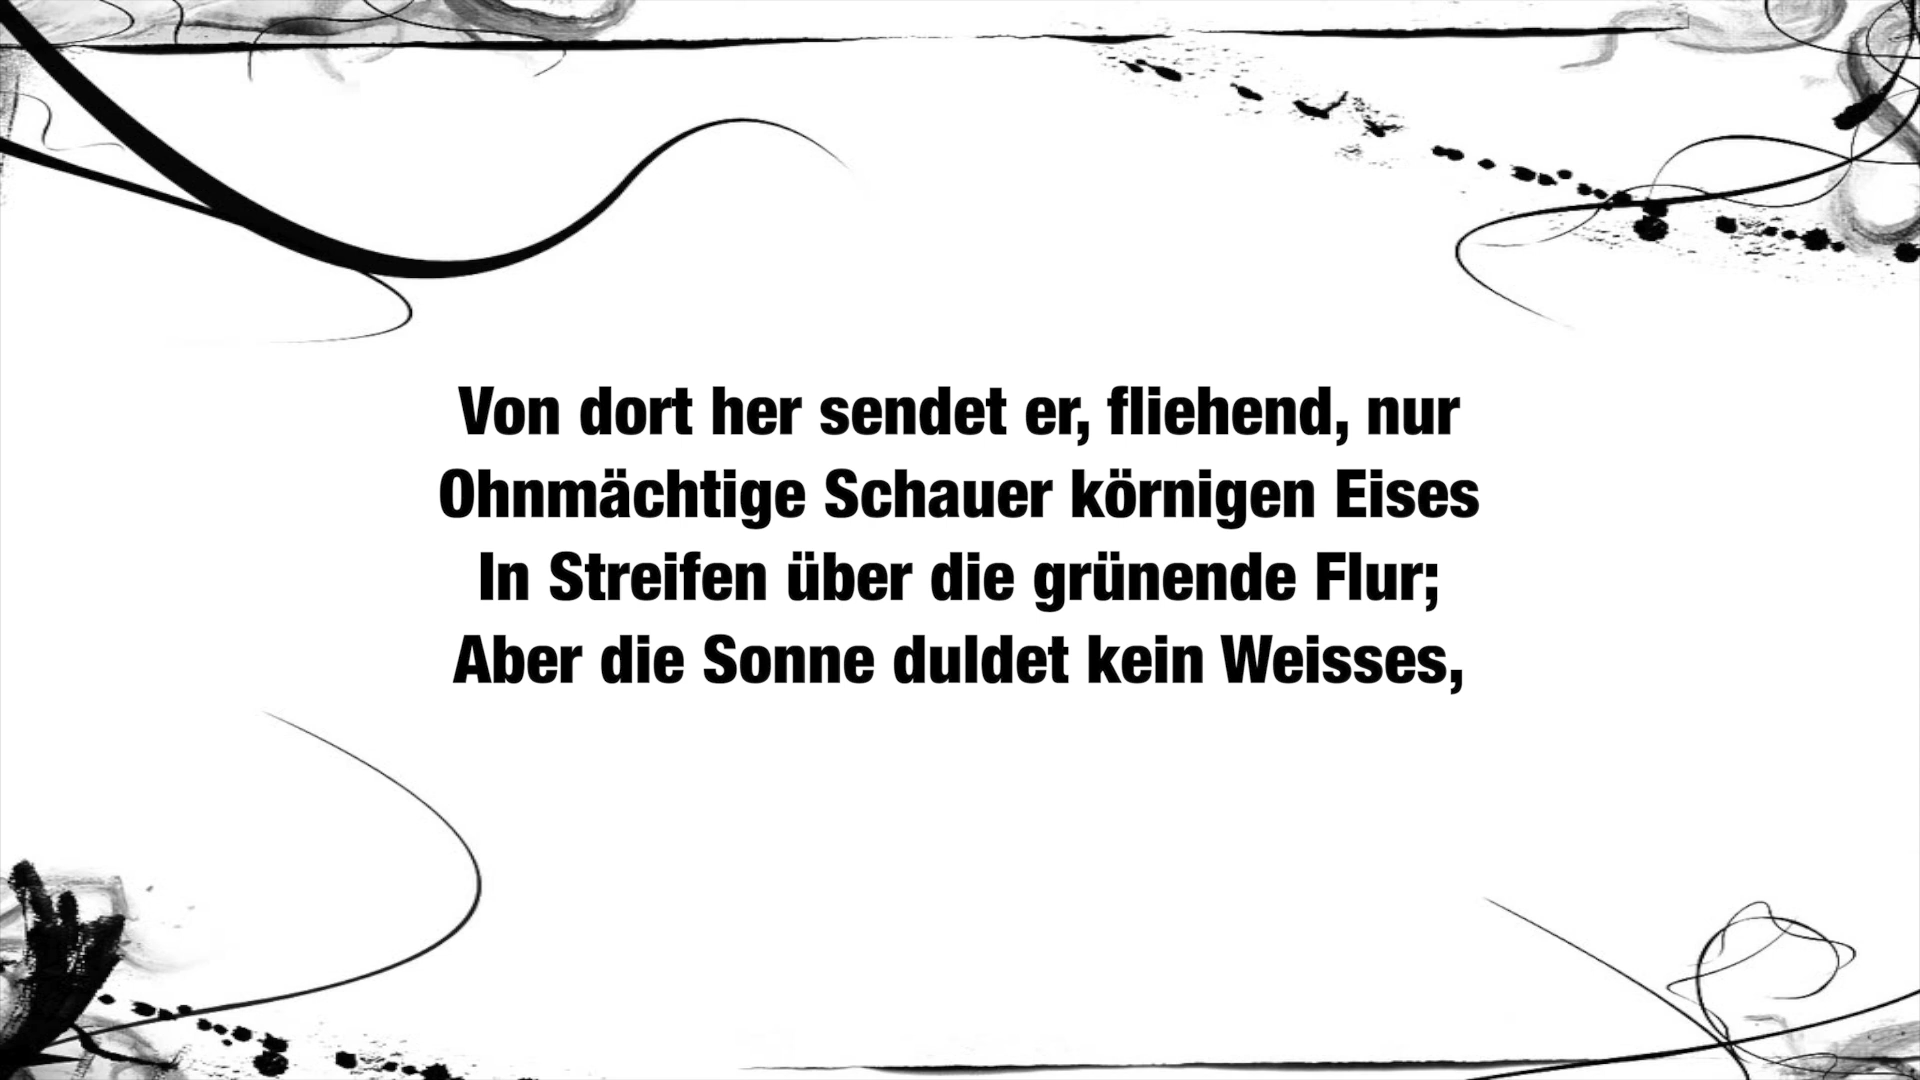 Von dort her sendet er, fliehend, nur
Ohnmächtige Schauer körnigen Eises
In Streifen über die grünende Flur;
Aber die Sonne duldet kein Weisses,